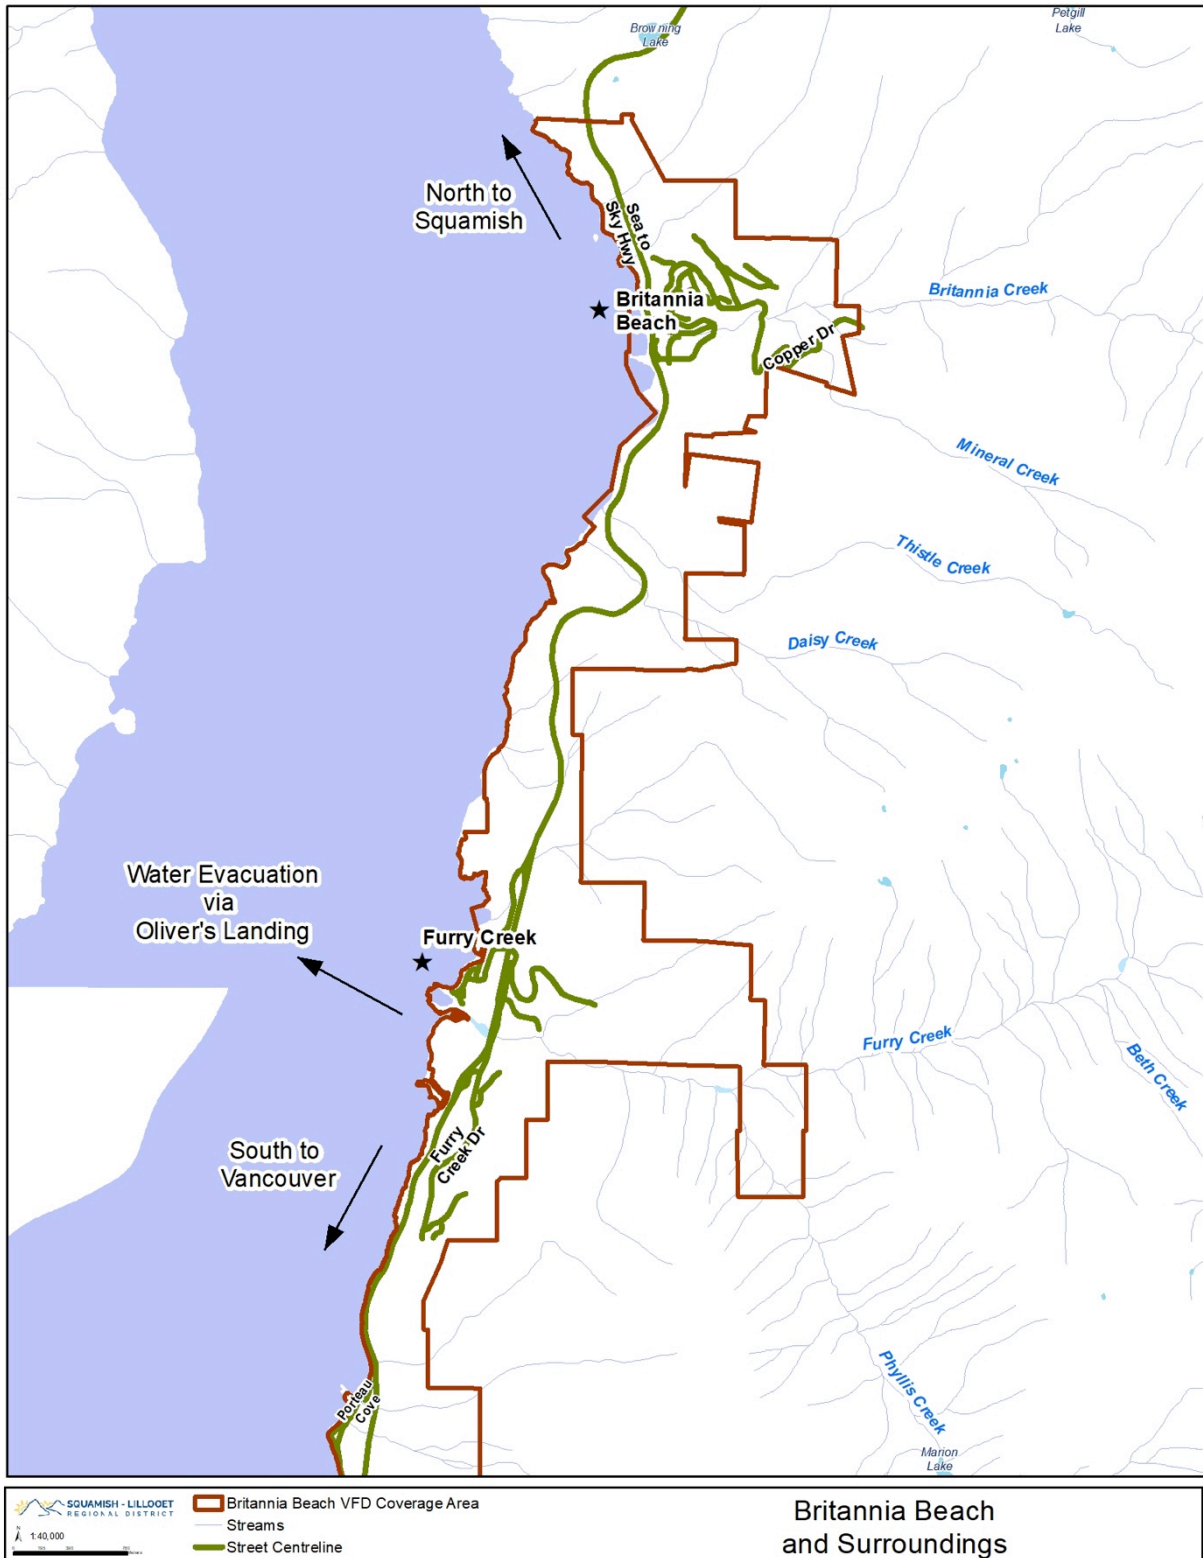 Browning
Lake
Petgill
Lake
North to
Squamish
Sea to
Sky Hwy
Britannia
Beach
Britannia Creek
Copper Dr
Mineral Creek
Thistle Creek
Daisy Creek
Water Evacuation
via
Oliver's Landing
Furry Creek
Furry Creek
Beth Creek
South to
Vancouver
Furry
Creek Dr
Phyllis Creek
Porteau
Cove
Marion
Lake
SQUAMISH - LILLOOET
REGIONAL DISTRICT
N
1:40,000
Britannia Beach VFD Coverage Area
Streams
Street Centreline
Britannia Beach
and Surroundings